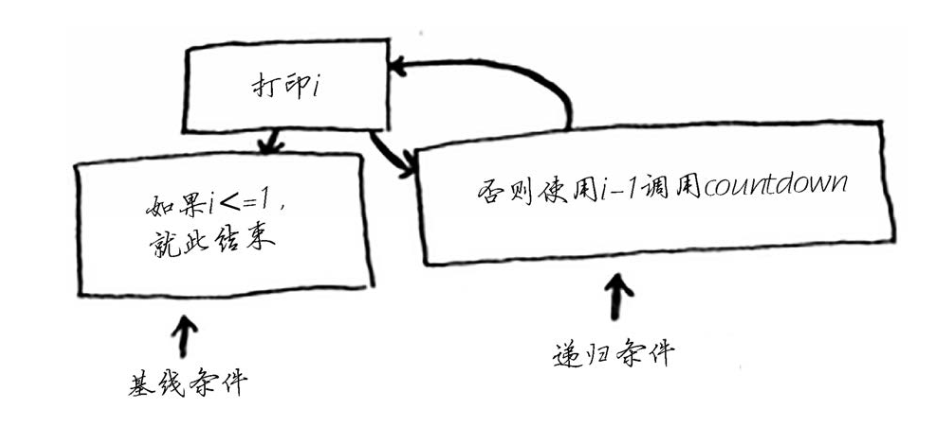 打印i
如果i<=1，
就此结束
否则使用i-1调用countdown
基线条件
递归条件